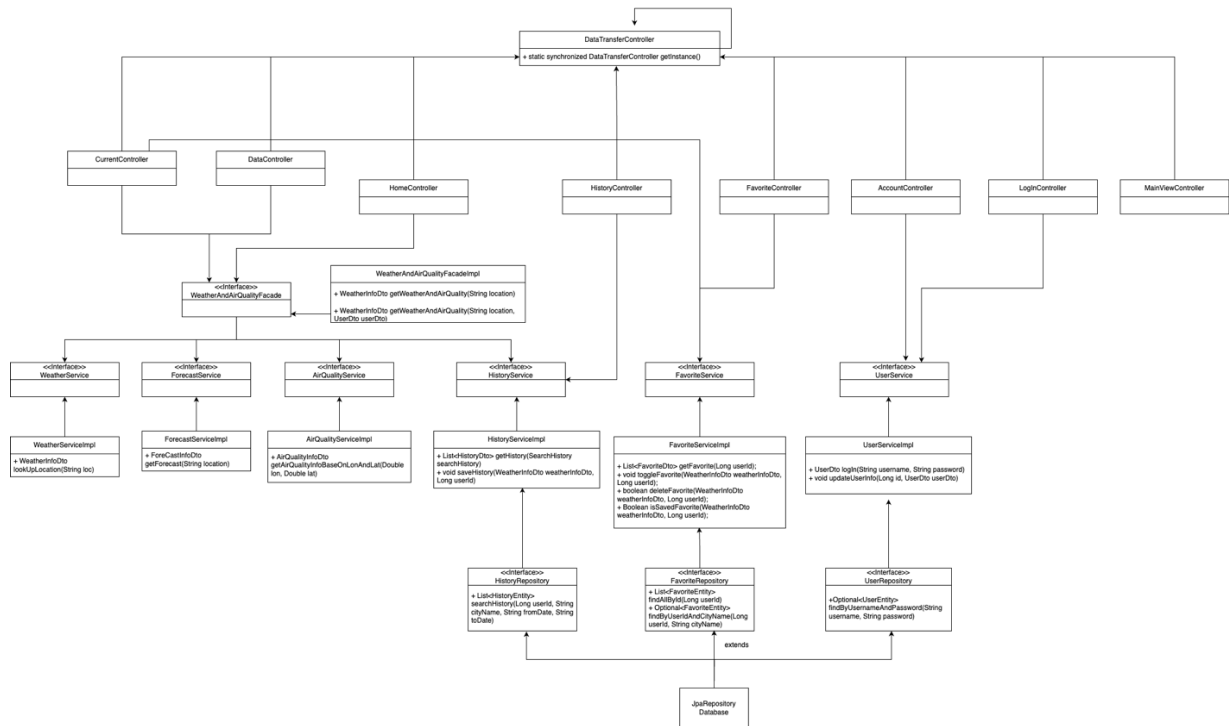 DataTransferController
+ static synchronized DataTransferController getInstance()
CurrentController
DataController
HomeController
HistoryController
FavoriteController
AccountController
LogInController
MainViewController
<<Interface>>
WeatherAndAirQualityFacade
WeatherAndAirQualityFacadeImpl
+ WeatherInfoDto getWeatherAndAirQuality(String location)
+ WeatherInfoDto getWeatherAndAirQuality(String location,
UserDto userDto)
<<Interface>>
WeatherService
<<Interface>>
ForecastService
<<Interface>>
AirQualityService
<<Interface>>
HistoryService
<<Interface>>
FavoriteService
<<Interface>>
UserService
WeatherServiceImpl
+ WeatherInfoDto
lookUpLocation(String loc)
ForecastServiceImpl
+ ForeCastInfoDto
getForecast(String location)
AirQualityServiceImpl
+ AirQualityInfoDto
getAirQualityInfoBaseOnLonAndLat(Double
lon, Double lat)
HistoryServiceImpl
+ List<HistoryDto> getHistory(SearchHistory
searchHistory)
+ void saveHistory(WeatherInfoDto weatherInfoDto,
Long userId)
FavoriteServiceImpl
+ List<FavoriteDto> getFavorite(Long userId);
+ void toggleFavorite(WeatherInfoDto weatherInfoDto,
Long userId);
+ boolean deleteFavorite(WeatherInfoDto
weatherInfoDto, Long userId);
+ Boolean isSavedFavorite(WeatherInfoDto
weatherInfoDto, Long userId);
UserServiceImpl
+ UserDto logIn(String username, String password)
+ void updateUserInfo(Long id, UserDto userDto)
<<Interface>>
HistoryRepository
+ List<HistoryEntity>
searchHistory(Long userId, String
cityName, String fromDate, String
toDate)
<<Interface>>
FavoriteRepository
+ List<FavoriteEntity>
findAllById(Long userId)
+ Optional<FavoriteEntity>
findByUserIdAndCityName(Long
userId, String cityName)
<<Interface>>
UserRepository
+Optional<UserEntity>
findByUsernameAndPassword(String
username, String password)
extends
JpaRepository
Database